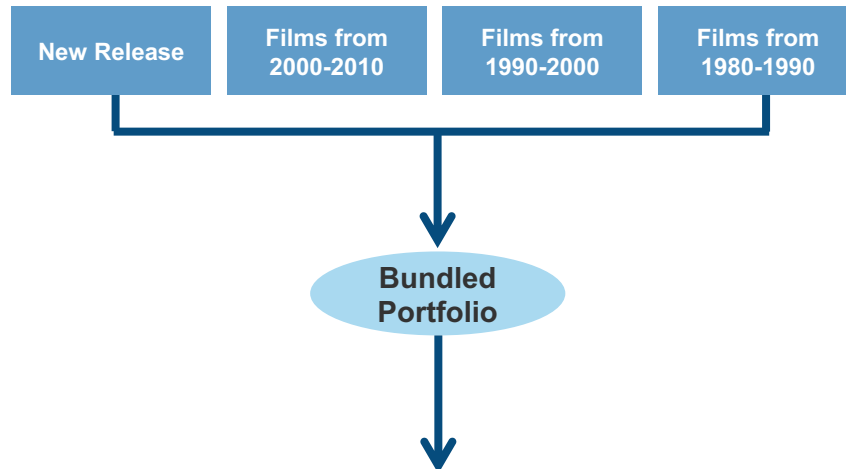 New Release
Films from
2000-2010
Films from
1990-2000
Films from
1980-1990
Bundled
Portfolio